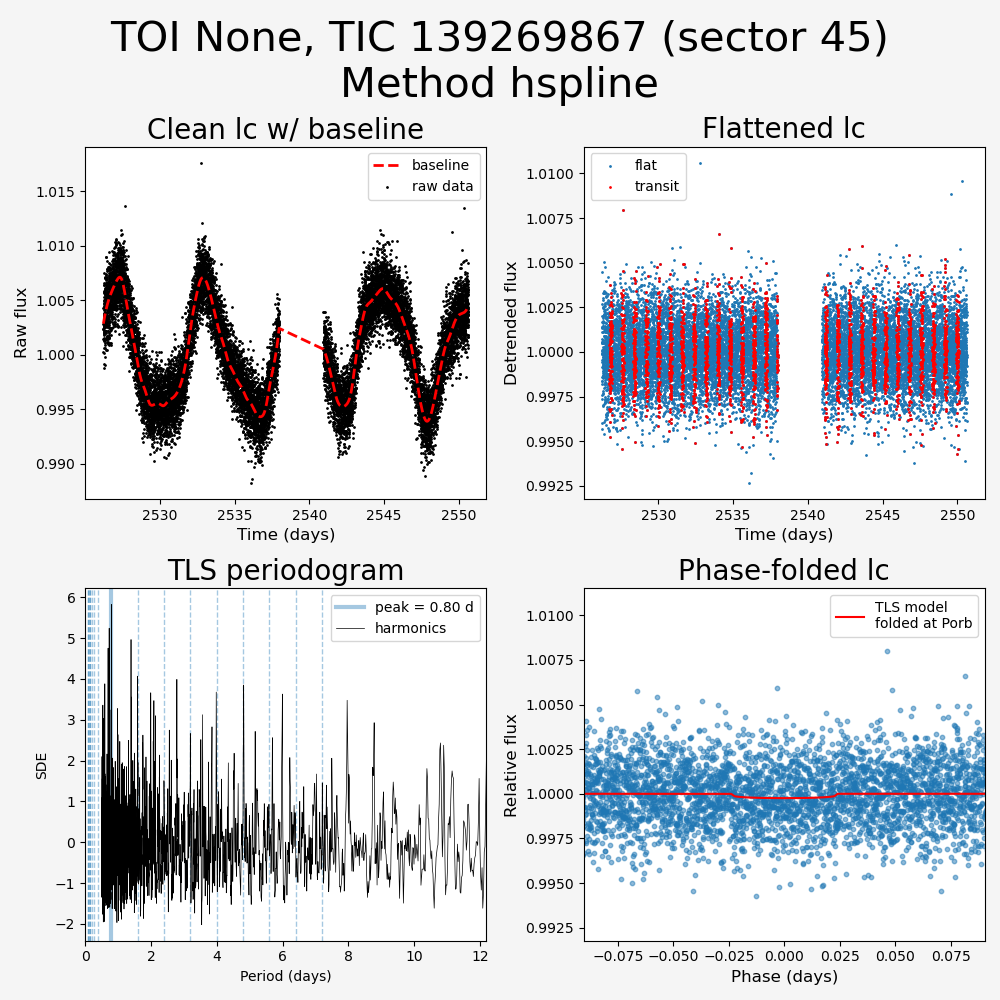 TOI None, TIC 139269867 (sector 45)
Method hspline
Clean lc w/ baseline
baseline
raw data
1.015
1.010
1.005
1.000
0.995
0.990
Raw flux
2530
2535
2540
2545
2550
Time (days)
Flattened lc
flat
transit
1.0100
1.0075
1.0050
1.0025
1.0000
0.9975
0.9950
0.9925
Detrended flux
2530
2535
2540
2545
2550
Time (days)
TLS periodogram
peak = 0.80 d
harmonics
6
5
4
3
2
1
0
−1
−2
SDE
0
2
4
6
8
10
12
Period (days)
Phase-folded lc
TLS model
folded at Porb
1.0100
1.0075
1.0050
1.0025
1.0000
0.9975
0.9950
0.9925
Relative flux
−0.075
−0.050
−0.025
0.000
0.025
0.050
0.075
Phase (days)